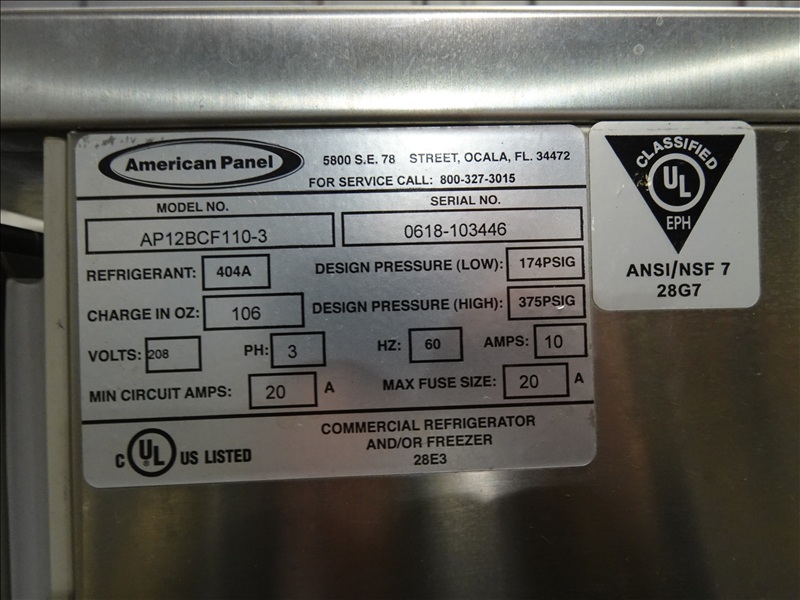 American Panel
5800 S.E. 78 STREET, OCALA, FL. 34472
FOR SERVICE CALL: 800-327-3015
MODEL NO. SERIAL NO.
AP12BCF110-3 0618-103446
REFRIGERANT: 404A DESIGN PRESSURE (LOW): 174PSIG
CHARGE IN OZ: 106 DESIGN PRESSURE (HIGH): 375PSIG
VOLTS: 208 PH: 3 HZ: 60 AMPS: 10
MIN CIRCUIT AMPS: 20 A MAX FUSE SIZE: 20 A
C UL US LISTED
COMMERCIAL REFRIGERATOR
AND/OR FREEZER
28E3
CLASSIFIED
UL
EPH
ANSI/NSF 7
28G7